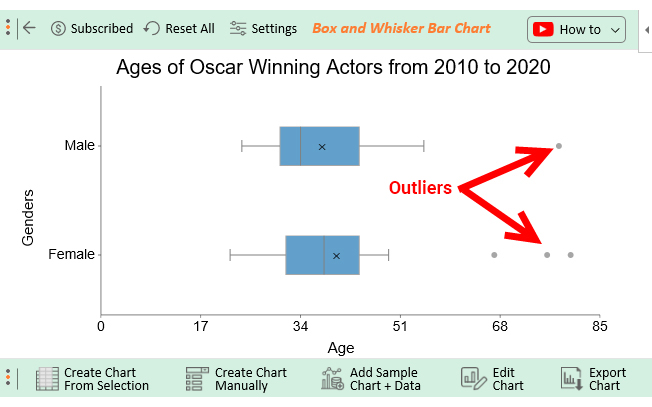 Subscribed Reset All Settings Box and Whisker Bar Chart How to
Ages of Oscar Winning Actors from 2010 to 2020
Male
Outliers
Genders
Female
0 17 34 51 68 85
Age
Create Chart From Selection
Create Chart Manually
Add Sample Chart + Data
Edit Chart
Export Chart